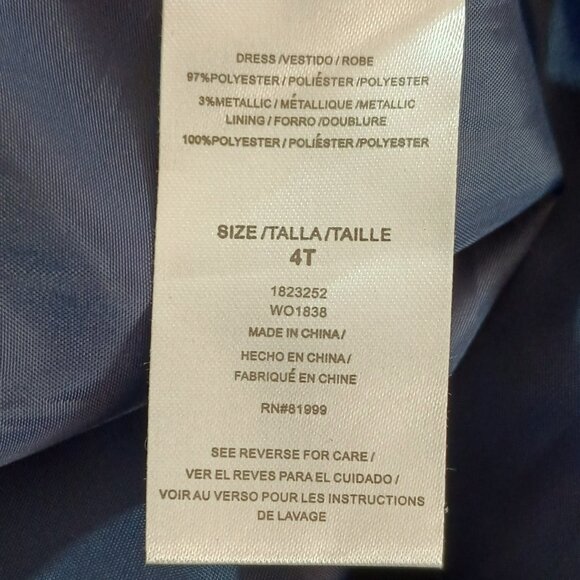 DRESS /VESTIDO / ROBE
97%POLYESTER / POLIÉSTER /POLYESTER
3%METALLIC / MÉTALLIQUE /METALLIC
LINING / FORRO /DOUBLURE
100%POLYESTER / POLIÉSTER /POLYESTER
SIZE /TALLA /TAILLE
4T
1823252
WO1838
MADE IN CHINA /
HECHO EN CHINA /
FABRIQUÉ EN CHINE
RN#81999
SEE REVERSE FOR CARE /
VER EL REVES PARA EL CUIDADO /
VOIR AU VERSO POUR LES INSTRUCTIONS
DE LAVAGE